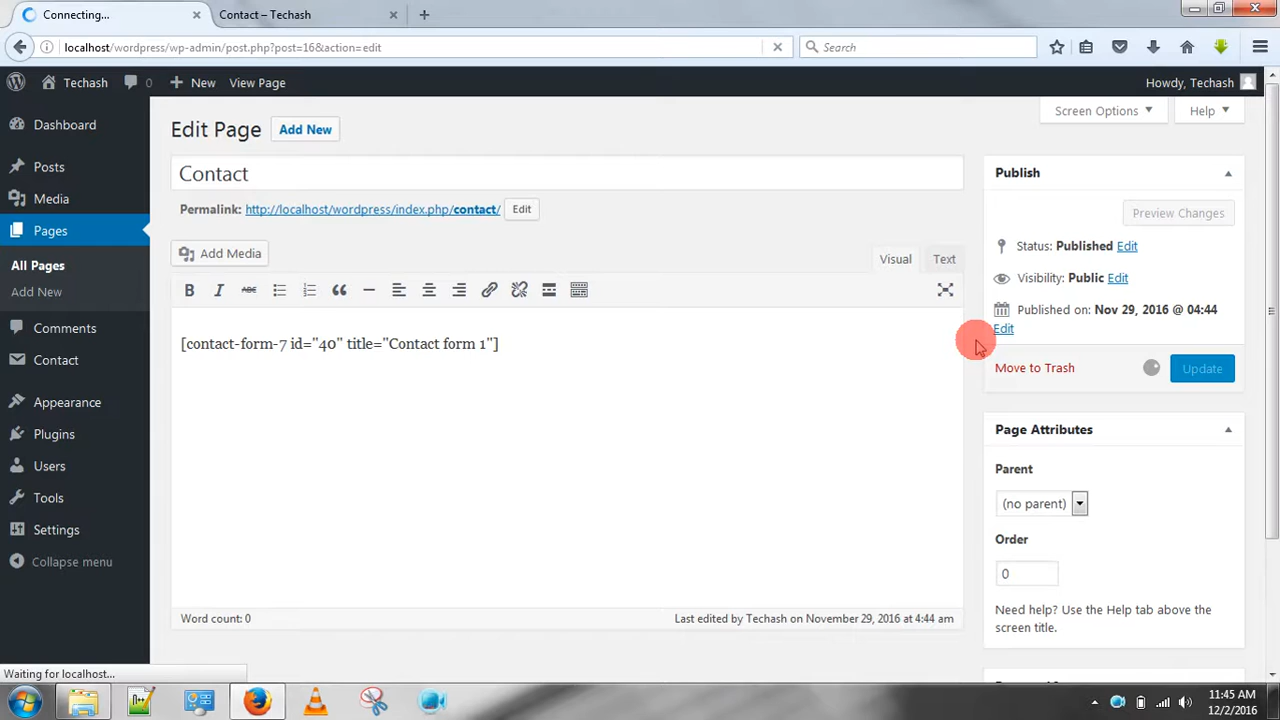 Connecting...
Contact – Techash
localhost/wordpress/wp-admin/post.php?post=16&action=edit
Search
Techash
0
New
View Page
Howdy, Techash
Dashboard
Posts
Media
Pages
All Pages
Add New
Comments
Contact
Appearance
Plugins
Users
Tools
Settings
Collapse menu
Screen Options
Help
Edit Page
Add New
Contact
Permalink: http://localhost/wordpress/index.php/contact/
Edit
Add Media
Visual
Text
B
I
ABC
[contact-form-7 id="40" title="Contact form 1"]
Word count: 0
Last edited by Techash on November 29, 2016 at 4:44 am
Publish
Preview Changes
Status: Published Edit
Visibility: Public Edit
Published on: Nov 29, 2016 @ 04:44
Edit
Move to Trash
Update
Page Attributes
Parent
(no parent)
Order
0
Need help? Use the Help tab above the
screen title.
Waiting for localhost...
11:45 AM
12/2/2016